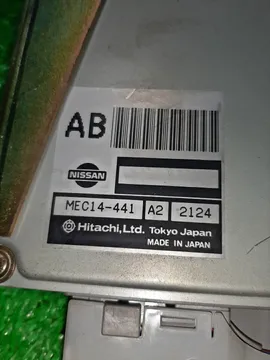 AB
NISSAN
MEC14-441 A2 2124
Hitachi, Ltd. Tokyo Japan
MADE IN JAPAN